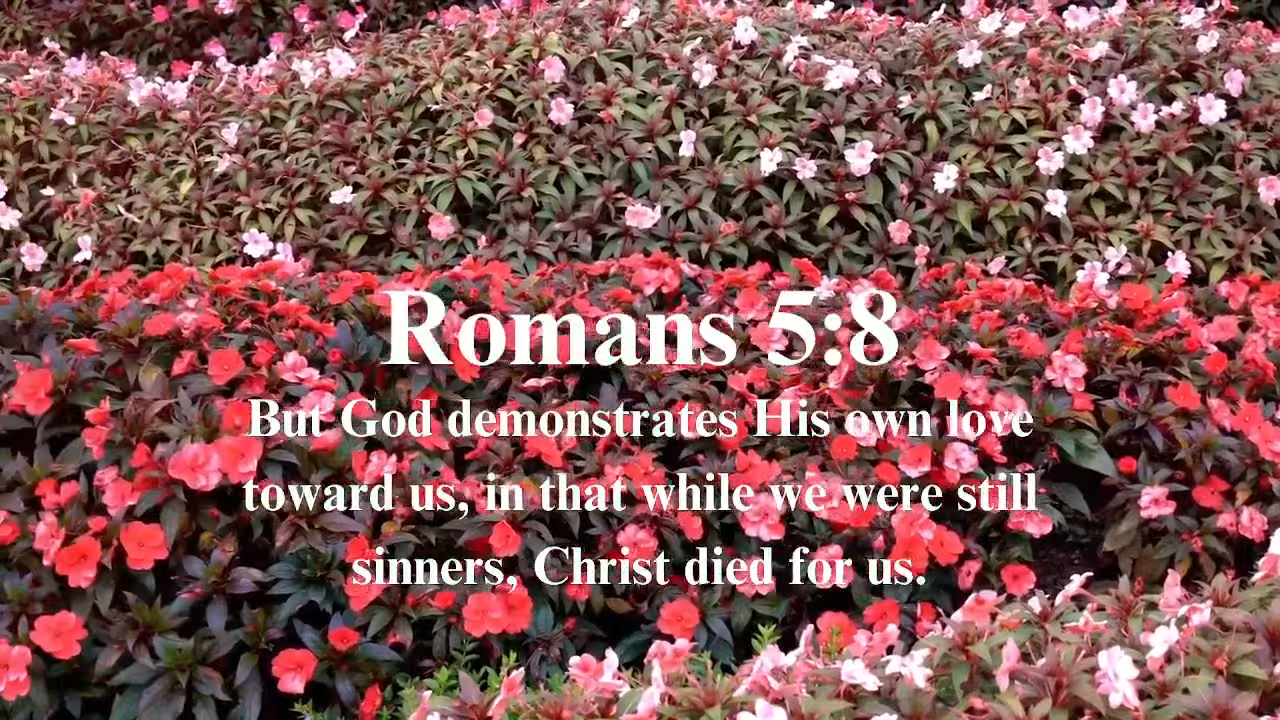 Romans 5:8
But God demonstrates His own love
toward us, in that while we were still
sinners, Christ died for us.